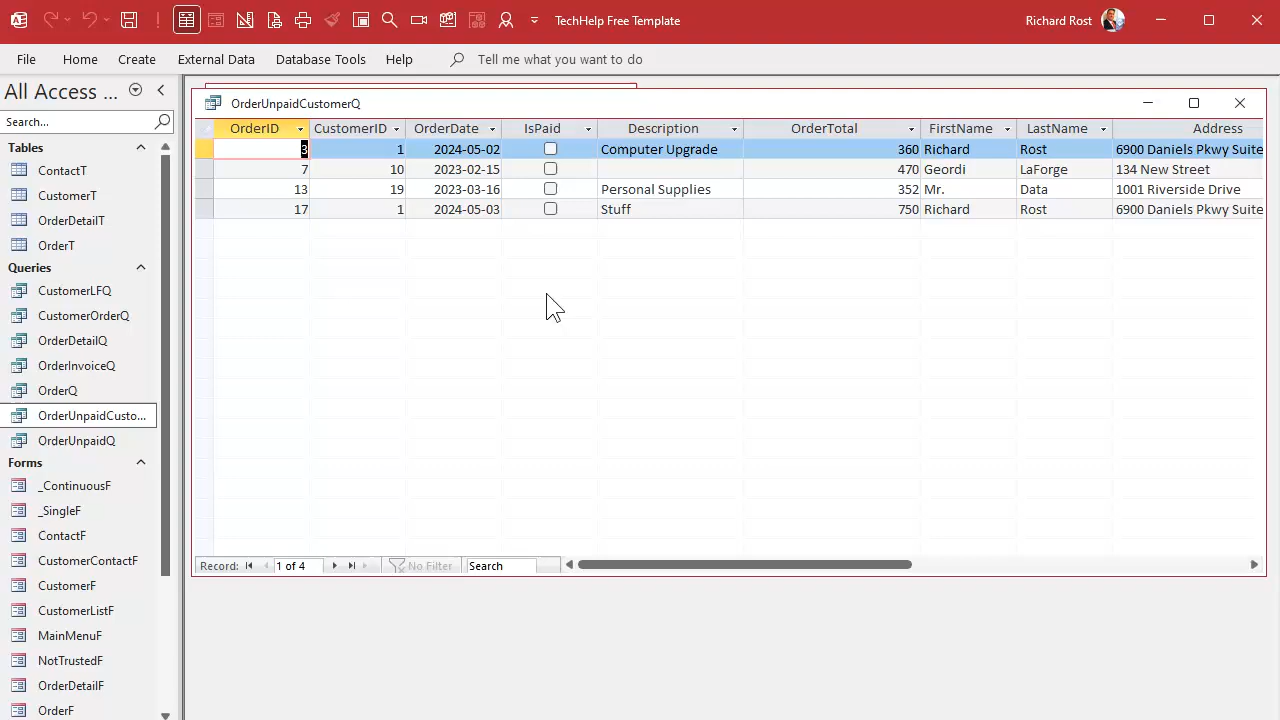 TechHelp Free Template
Richard Rost
File Home Create External Data Database Tools Help Tell me what you want to do
All Access ...
Search...
Tables
ContactT
CustomerT
OrderDetailT
OrderT
Queries
CustomerLFQ
CustomerOrderQ
OrderDetailQ
OrderInvoiceQ
OrderQ
OrderUnpaidCusto...
OrderUnpaidQ
Forms
_ContinuousF
_SingleF
ContactF
CustomerContactF
CustomerF
CustomerListF
MainMenuF
NotTrustedF
OrderDetailF
OrderF
OrderUnpaidCustomerQ
OrderID CustomerID OrderDate IsPaid Description OrderTotal FirstName LastName Address
3 1 2024-05-02 Computer Upgrade 360 Richard Rost 6900 Daniels Pkwy Suite
7 10 2023-02-15 470 Geordi LaForge 134 New Street
13 19 2023-03-16 Personal Supplies 352 Mr. Data 1001 Riverside Drive
17 1 2024-05-03 Stuff 750 Richard Rost 6900 Daniels Pkwy Suite
Record: 1 of 4 No Filter Search